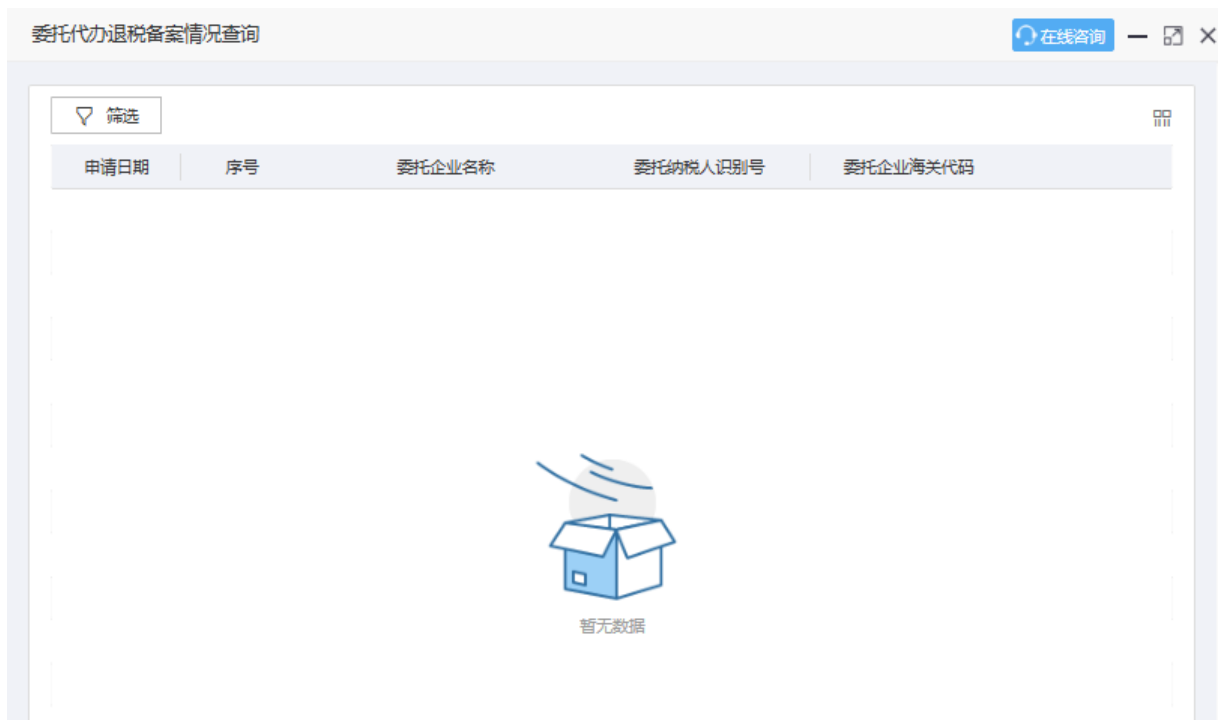 委托代办退税备案情况查询
在线咨询
筛选
申请日期 序号 委托企业名称 委托纳税人识别号 委托企业海关代码
暂无数据